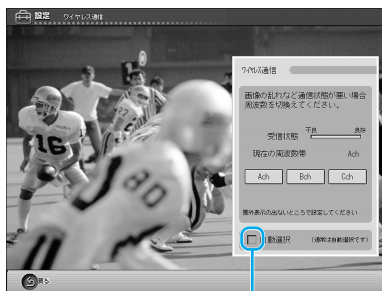 設定 ワイヤレス通信
ワイヤレス通信
画像の乱れなど通信状態が悪い場合
周波数を切換えてください。
受信状態 不良 良好
現在の周波数帯 Ach
Ach Bch Cch
圏外表示の出ないところで設定してください
自動選択 (通常は自動選択です)
戻る
16
80